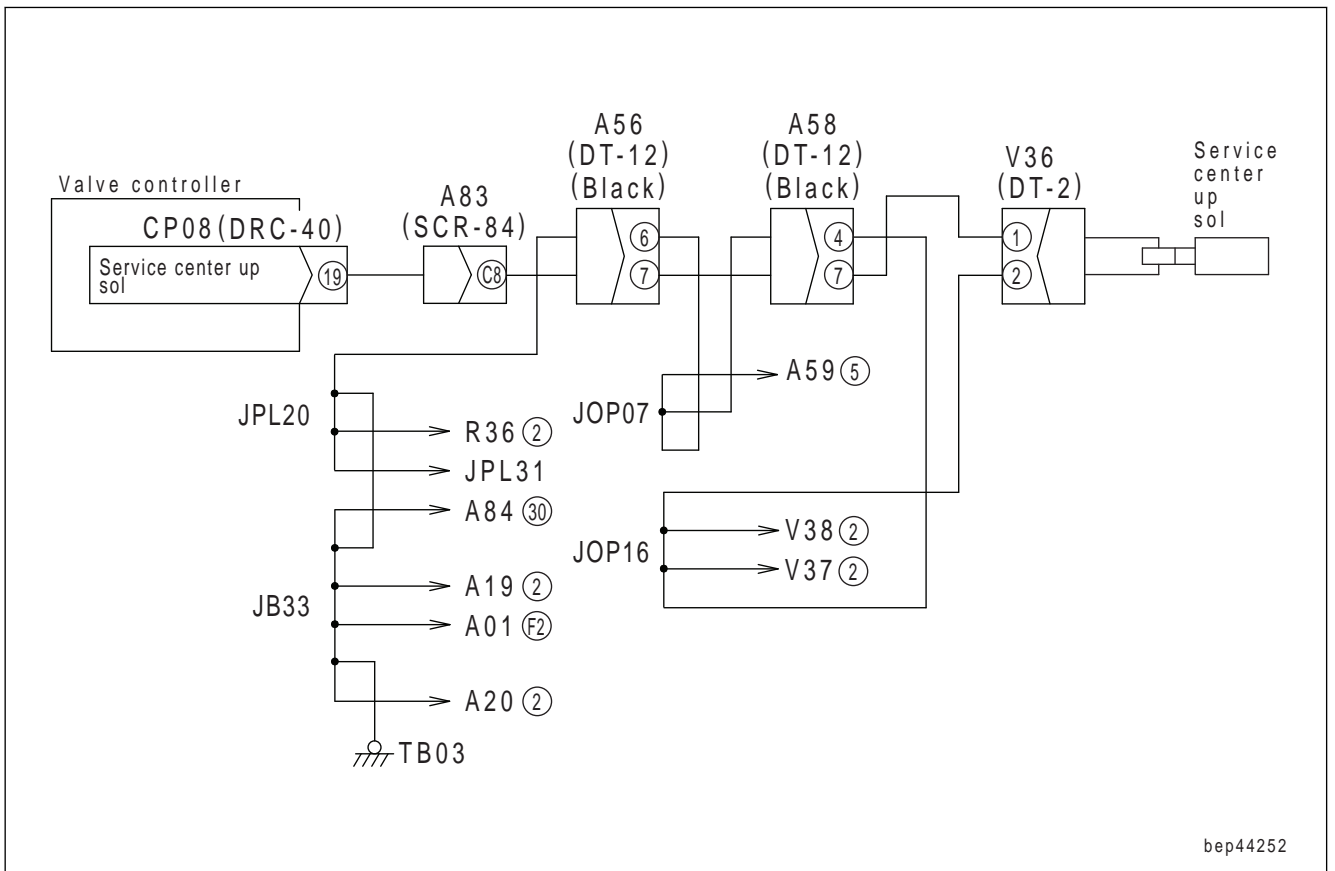 Valve controller
CP08(DRC-40)
Service center up
sol
19
A83
(SCR-84)
C8
A56
(DT-12)
(Black)
6
7
A58
(DT-12)
(Black)
4
7
V36
(DT-2)
1
2
Service
center
up
sol
JPL20
R36 2
JPL31
A84 30
JB33
A19 2
A01 F2
A20 2
TB03
JOP07
A59 5
JOP16
V38 2
V37 2
bep44252